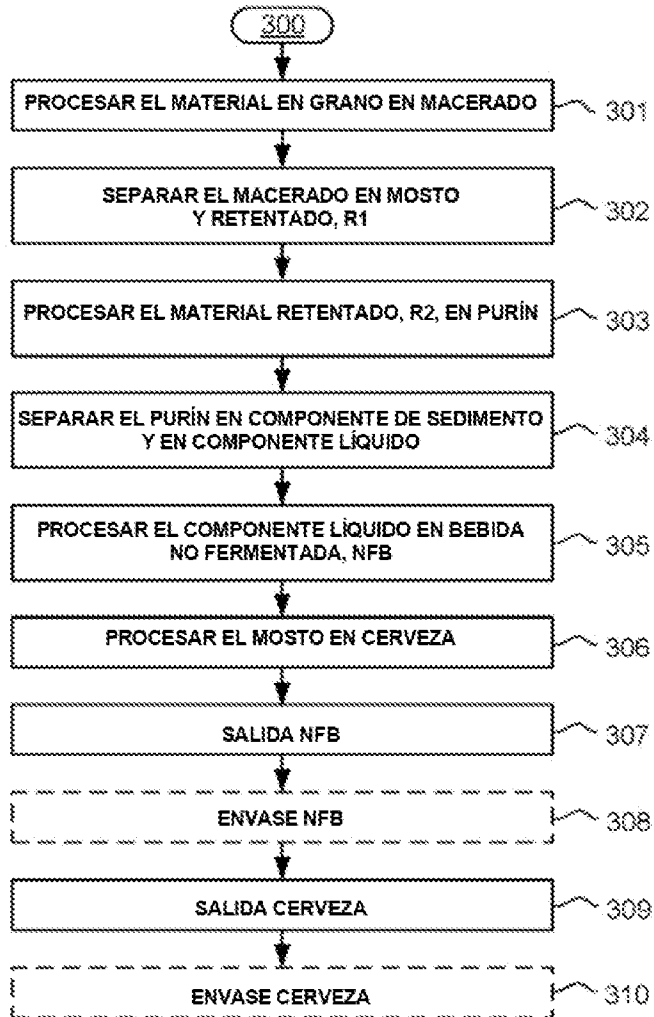 300
PROCESAR EL MATERIAL EN GRANO EN MACERADO
301
SEPARAR EL MACERADO EN MOSTO
Y RETENTADO, R1
302
PROCESAR EL MATERIAL RETENTADO, R2, EN PURÍN
303
SEPARAR EL PURÍN EN COMPONENTE DE SEDIMENTO
Y EN COMPONENTE LÍQUIDO
304
PROCESAR EL COMPONENTE LÍQUIDO EN BEBIDA
NO FERMENTADA, NFB
305
PROCESAR EL MOSTO EN CERVEZA
306
SALIDA NFB
307
ENVASE NFB
308
SALIDA CERVEZA
309
ENVASE CERVEZA
310